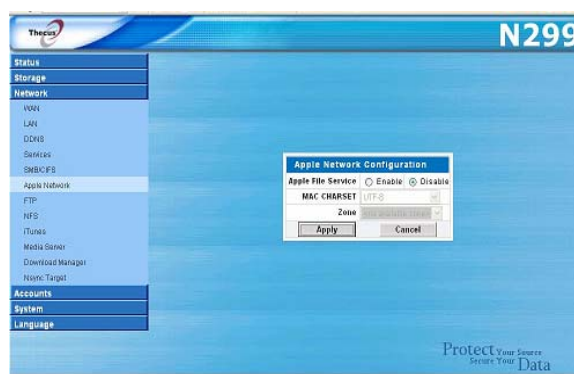 Thecus
N299
Status
Storage
Network
WAN
LAN
DDNS
Services
SMB/CIFS
Apple Network
FTP
NFS
iTunes
Media Server
Download Manager
Nsync Target
Accounts
System
Language
Apple Network Configuration
Apple File Service Enable Disable
MAC CHARSET UTF-8
Zone
Apply Cancel
Protect Your Source
Secure Your Data